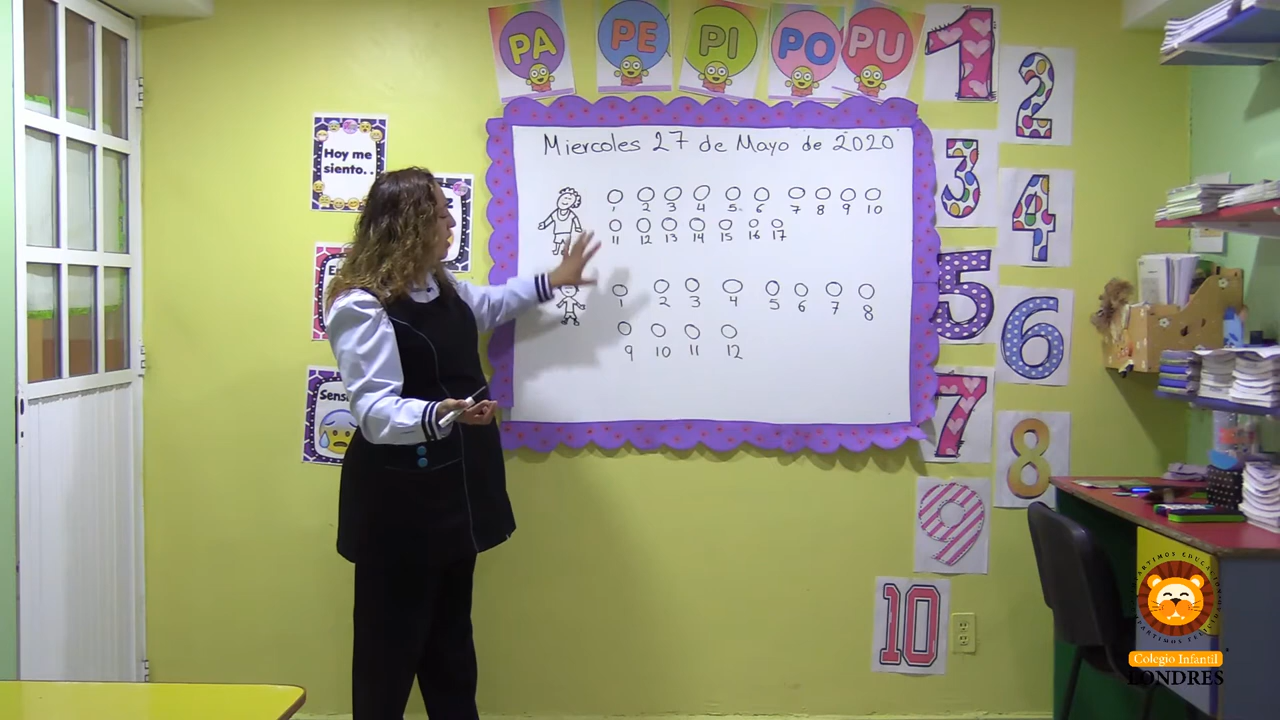 PA PE PI PO PU
Miercoles 27 de Mayo de 2020
1 2 3 4 5 6 7 8 9 10
11 12 13 14 15 16 17
1 2 3 4 5 6 7 8
9 10 11 12
Hoy me
siento. .
1
2
3
4
5
6
7
8
9
10
Colegio Infantil
LONDRES